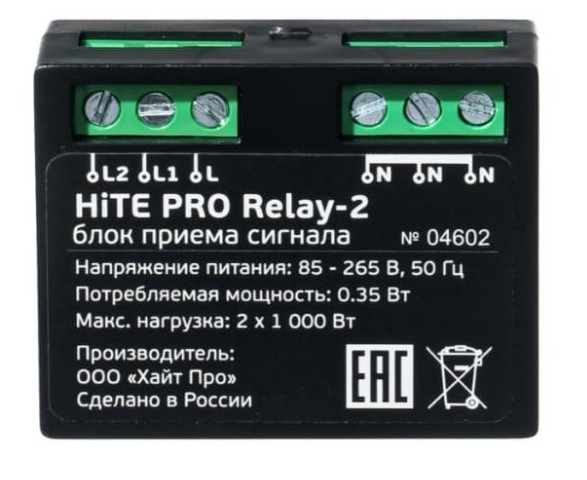 L2 L1 L N N N
HiTE PRO Relay-2
блок приема сигнала № 04602
Напряжение питания: 85 - 265 В, 50 Гц
Потребляемая мощность: 0.35 Вт
Макс. нагрузка: 2 x 1 000 Вт
Производитель:
ООО «Хайт Про»
Сделано в России
EAC